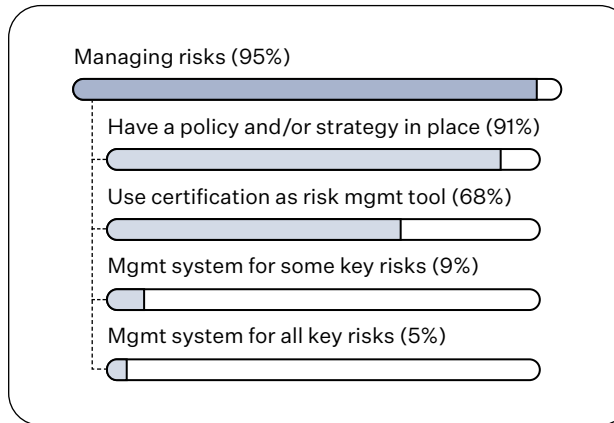 Managing risks (95%)
Have a policy and/or strategy in place (91%)
Use certification as risk mgmt tool (68%)
Mgmt system for some key risks (9%)
Mgmt system for all key risks (5%)